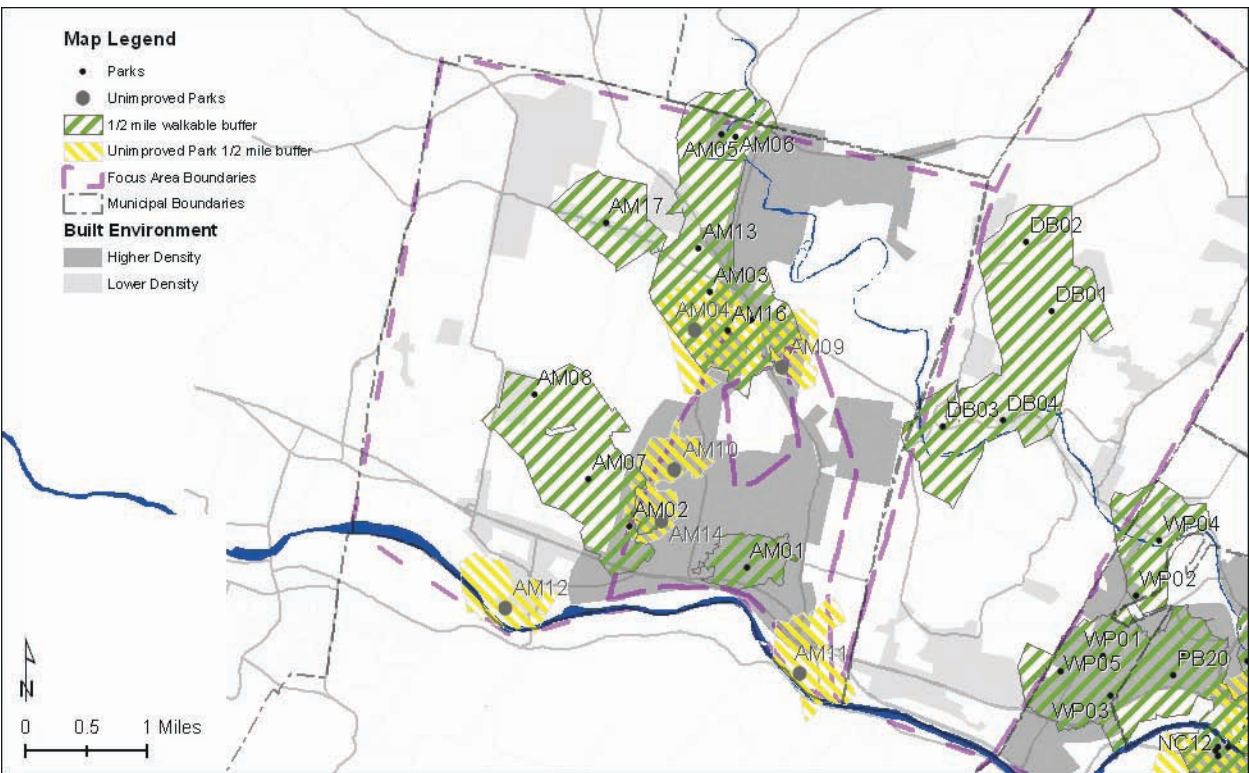 Map Legend
Parks
Unimproved Parks
1/2 mile walkable buffer
Unimproved Park 1/2 mile buffer
Focus Area Boundaries
Municipal Boundaries
Built Environment
Higher Density
Lower Density
AM05 AM06
AM17
AM13
AM03
AM04
AM16
AM09
AM08
AM10
AM07
AM02
AM14
AM01
AM12
AM11
DB02
DB01
DB03
DB04
WP04
WP02
WP01
WP05
PB20
WP03
NC12
N
0 0.5 1 Miles